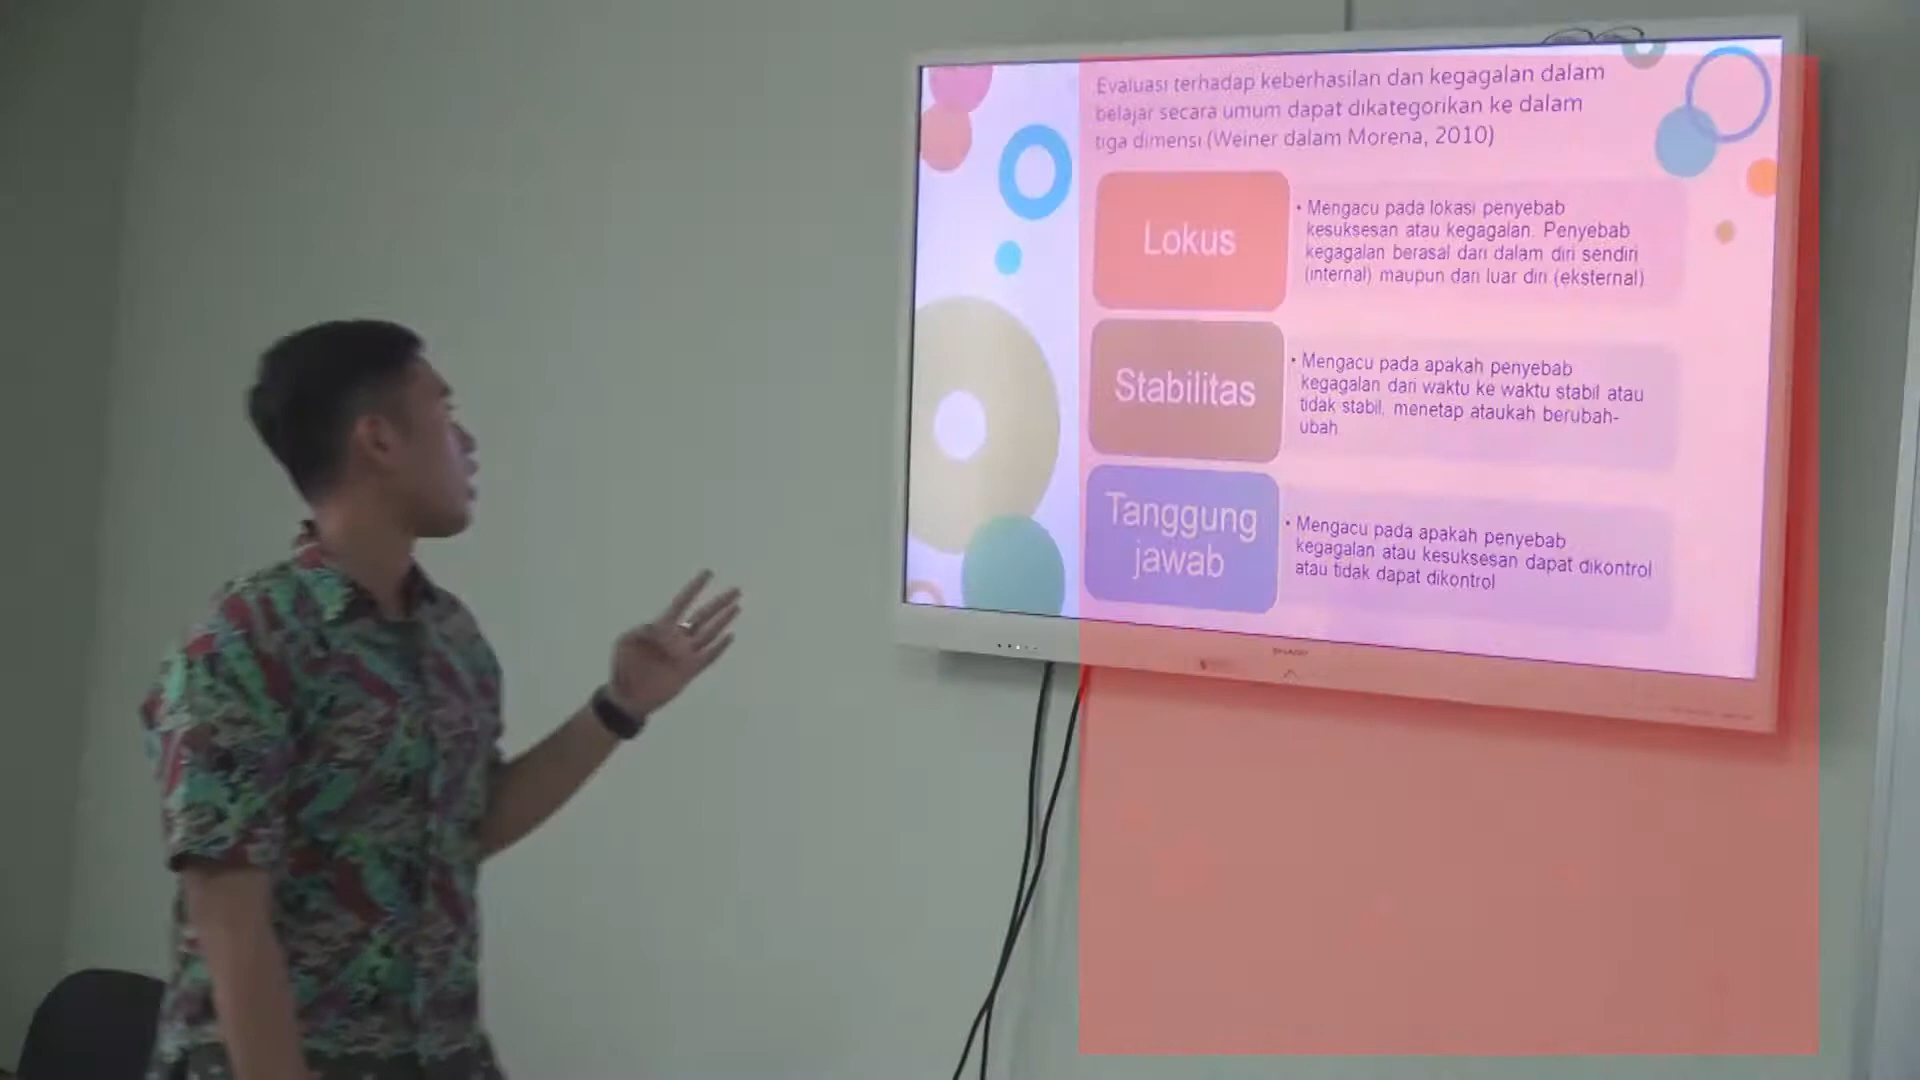 Evaluasi terhadap keberhasilan dan kegagalan dalam
belajar secara umum dapat dikategorikan ke dalam
tiga dimensi (Weiner dalam Morena, 2010)
Lokus
• Mengacu pada lokasi penyebab
kesuksesan atau kegagalan. Penyebab
kegagalan berasal dari dalam diri sendiri
(internal) maupun dari luar diri (eksternal)
Stabilitas
• Mengacu pada apakah penyebab
kegagalan dari waktu ke waktu stabil atau
tidak stabil, menetap ataukah berubah-
ubah
Tanggung
jawab
• Mengacu pada apakah penyebab
kegagalan atau kesuksesan dapat dikontrol
atau tidak dapat dikontrol
SHARP